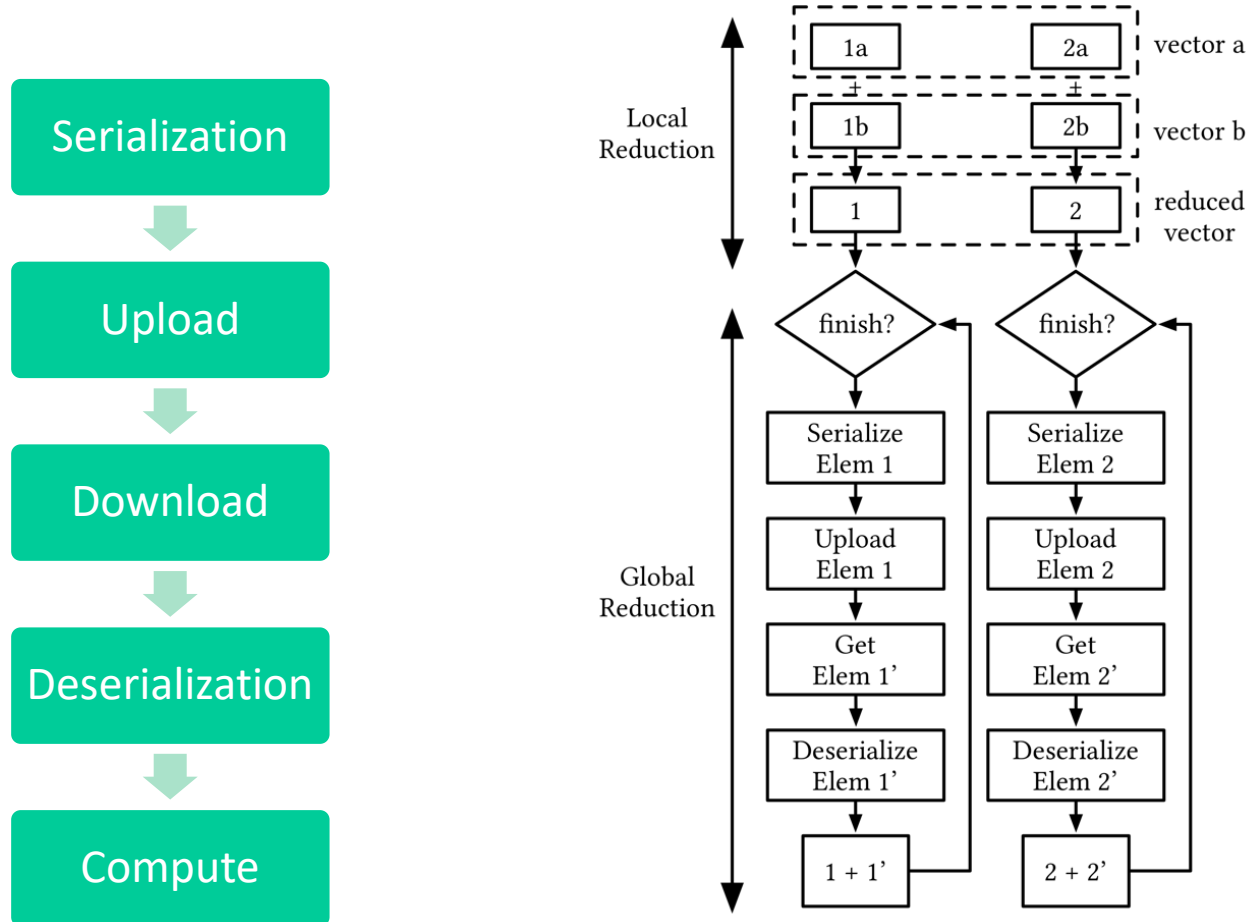 Serialization
Upload
Download
Deserialization
Compute
Local
Reduction
1a
2a
vector a
+
+
1b
2b
vector b
1
2
reduced
vector
finish?
finish?
Global
Reduction
Serialize
Elem 1
Serialize
Elem 2
Upload
Elem 1
Upload
Elem 2
Get
Elem 1’
Get
Elem 2’
Deserialize
Elem 1’
Deserialize
Elem 2’
1 + 1’
2 + 2’